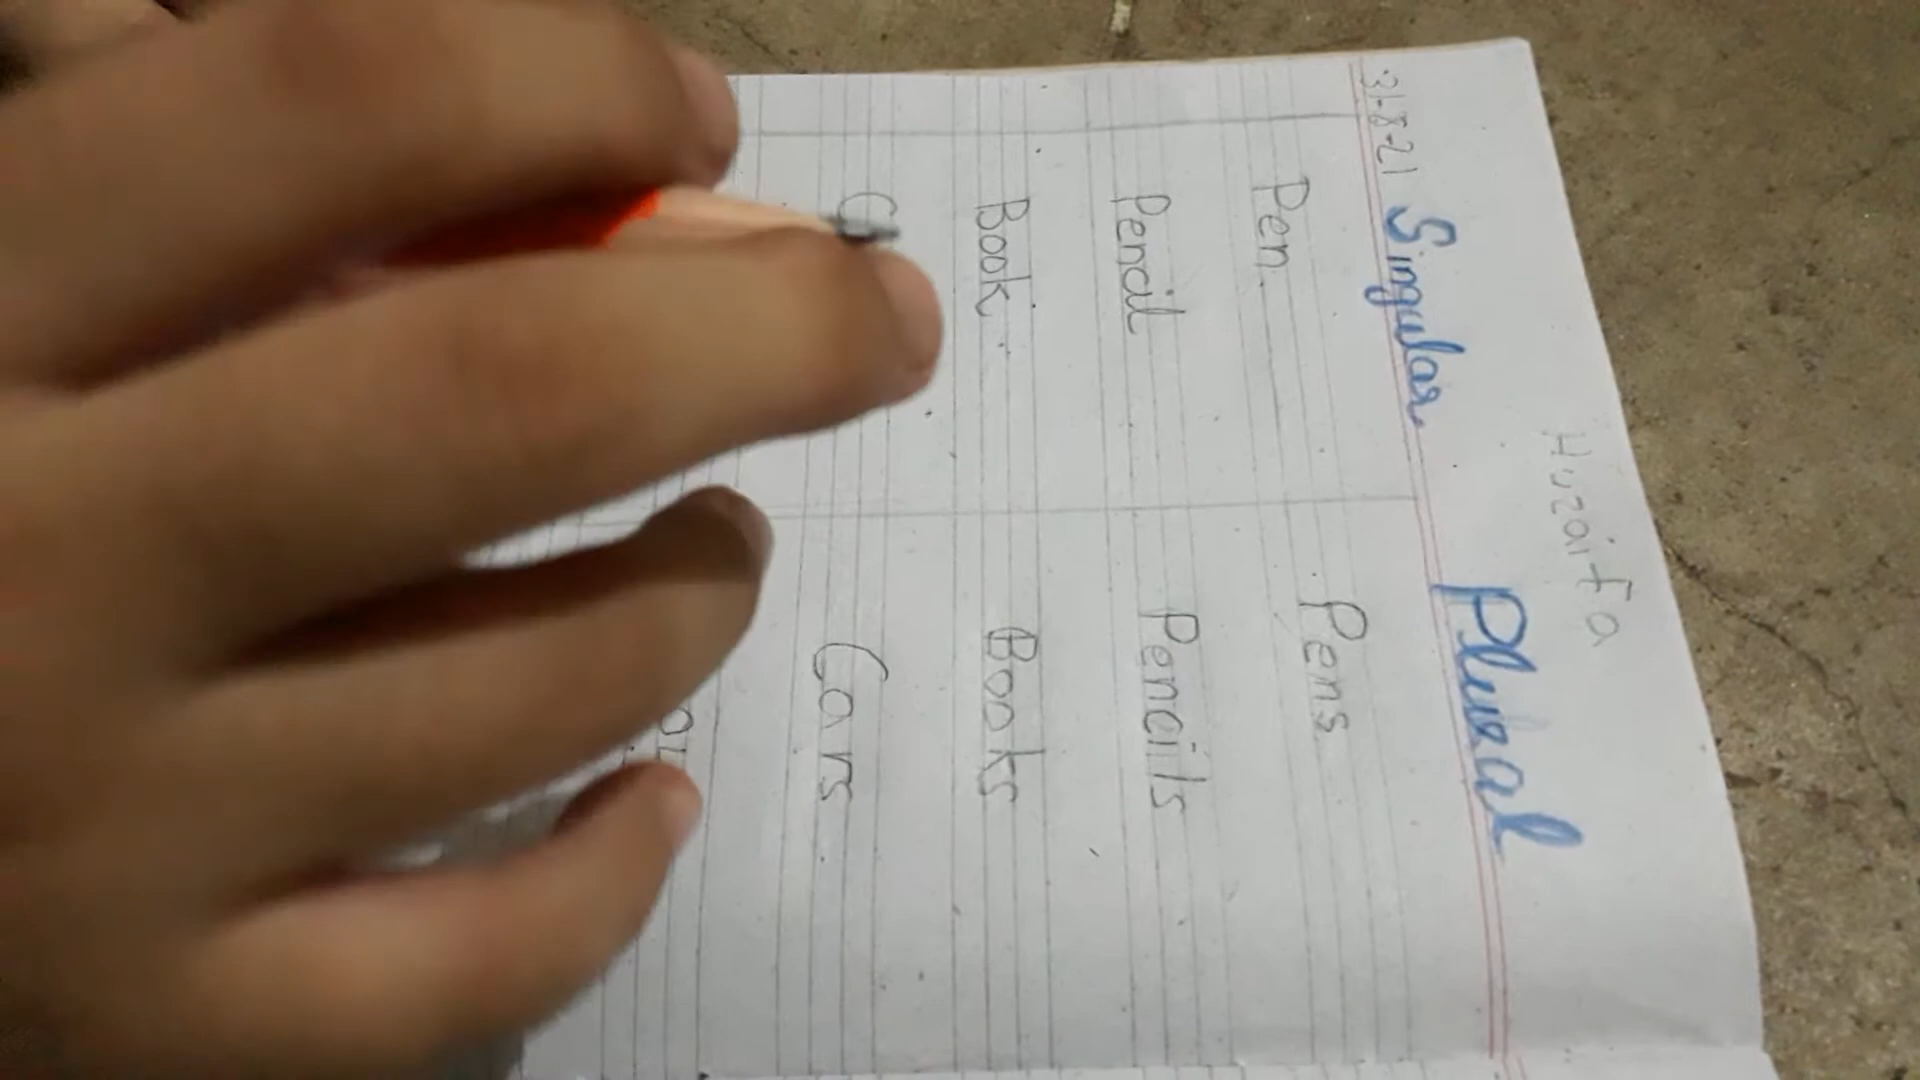 Huzaifa
31-8-21 Singular Plural
Pen Pens
Pencil Pencils
Book Books
Cars